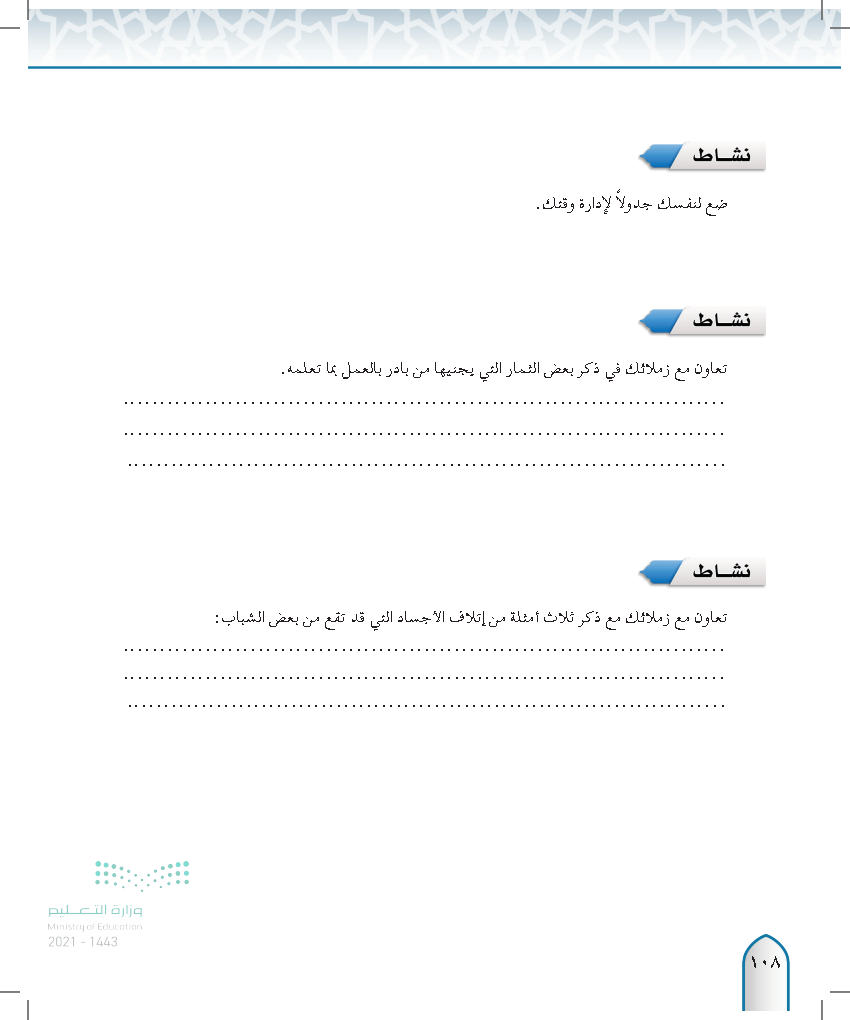 نشــاط
ضع لنفسك جدولاً لإدارة وقتك.
نشــاط
تعاون مع زملائك في ذكر بعض الثمار التي يجنيها من بادر بالعمل بما تعلمه.
................................................................................
................................................................................
................................................................................
نشــاط
تعاون مع زملائك مع ذكر ثلاث أمثلة من إتلاف الأجساد التي قد تقع من بعض الشباب:
................................................................................
................................................................................
................................................................................
وزارة التعـــليم
Ministry of Education
2021 - 1443
١٠٨